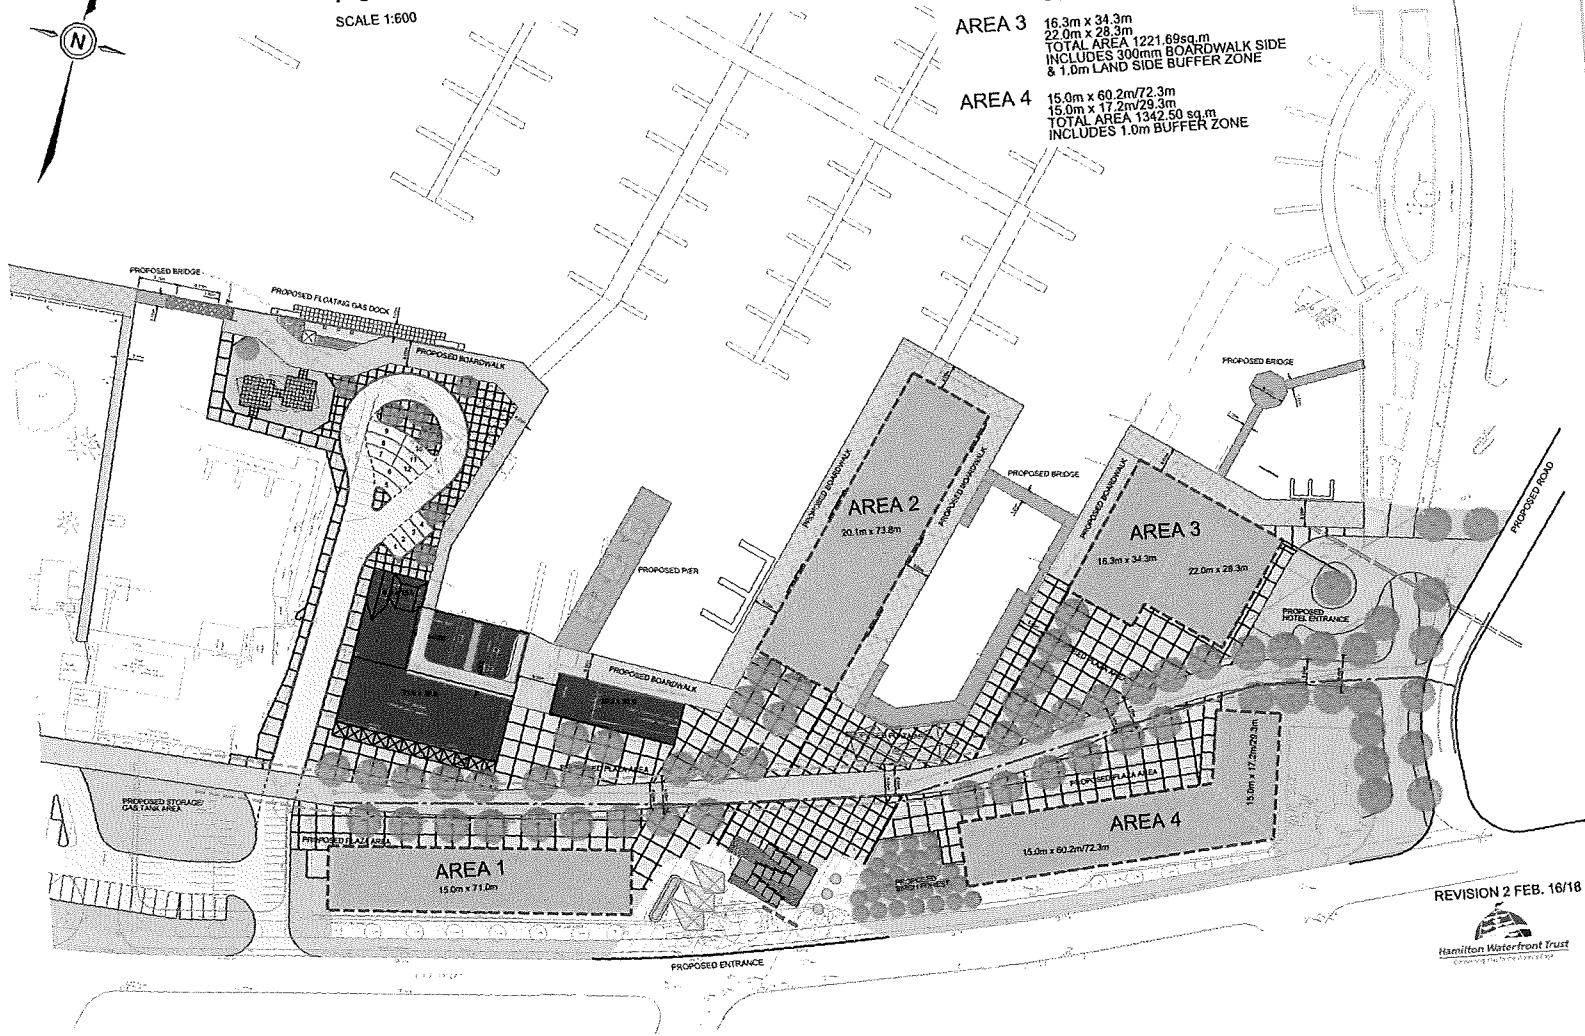 SCALE 1:600
N
AREA 3
16.3m x 34.3m
22.0m x 28.3m
TOTAL AREA 1221.69sq.m
INCLUDES 300mm BOARDWALK SIDE
& 1.0m LAND SIDE BUFFER ZONE
AREA 4
15.0m x 60.2m/72.3m
15.0m x 17.2m/29.3m
TOTAL AREA 1342.50 sq.m
INCLUDES 1.0m BUFFER ZONE
PROPOSED BRIDGE
PROPOSED FLOATING GAS DOCK
PROPOSED BOARDWALK
PROPOSED BRIDGE
PROPOSED BOARDWALK
AREA 2
20.1m x 73.8m
PROPOSED BOARDWALK
PROPOSED BRIDGE
PROPOSED BOARDWALK
AREA 3
16.3m x 34.3m
22.0m x 28.3m
PROPOSED ROAD
PROPOSED PIER
PROPOSED
HOTEL ENTRANCE
PROPOSED BOARDWALK
PROPOSED STORAGE/
GAS TANK AREA
PLAZA AREA
PROPOSED PLAZA AREA
15.0m x 17.2m/29.3m
PROPOSED PLAZA AREA
AREA 1
15.0m x 71.0m
AREA 4
15.0m x 60.2m/72.3m
PROPOSED
PROPOSED ENTRANCE
REVISION 2 FEB. 16/18
Hamilton Waterfront Trust